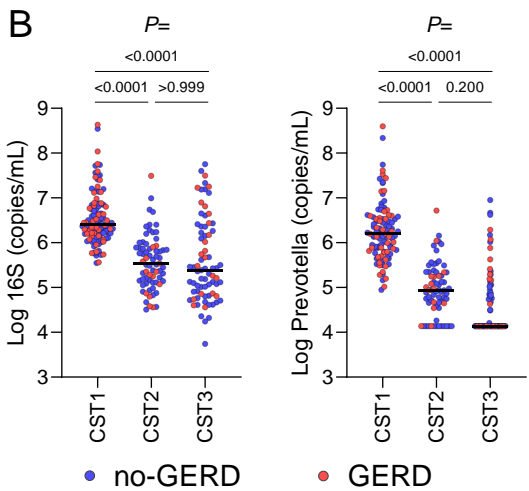 B
P=
<0.0001
<0.0001 >0.999
Log 16S (copies/mL)
9
8
7
6
5
4
3
CST1
CST2
CST3
P=
<0.0001
<0.0001 0.200
Log Prevotella (copies/mL)
9
8
7
6
5
4
3
CST1
CST2
CST3
no-GERD
GERD